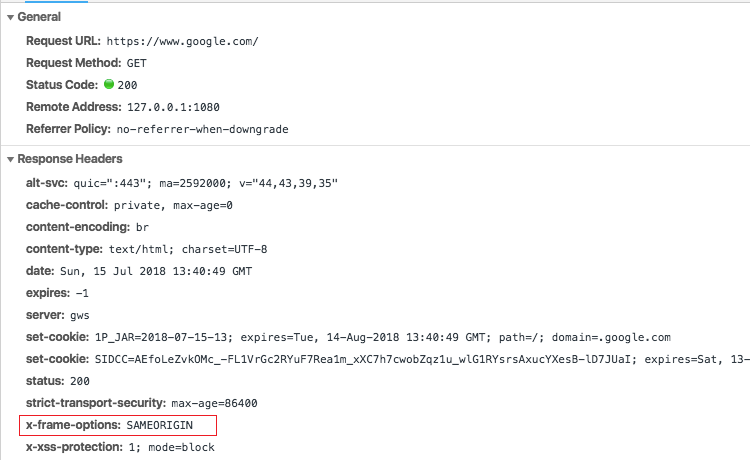 General
Request URL: https://www.google.com/
Request Method: GET
Status Code: 200
Remote Address: 127.0.0.1:1080
Referrer Policy: no-referrer-when-downgrade
Response Headers
alt-svc: quic=":443"; ma=2592000; v="44,43,39,35"
cache-control: private, max-age=0
content-encoding: br
content-type: text/html; charset=UTF-8
date: Sun, 15 Jul 2018 13:40:49 GMT
expires: -1
server: gws
set-cookie: 1P_JAR=2018-07-15-13; expires=Tue, 14-Aug-2018 13:40:49 GMT; path=/; domain=.google.com
set-cookie: SIDCC=AEfoLeZvkOMc_-FL1VrGc2RYuF7Rea1m_xXC7h7cwobZqz1u_wlG1RYsrsAxucYXesB-lD7JUaI; expires=Sat, 13-
status: 200
strict-transport-security: max-age=86400
x-frame-options: SAMEORIGIN
x-xss-protection: 1; mode=block